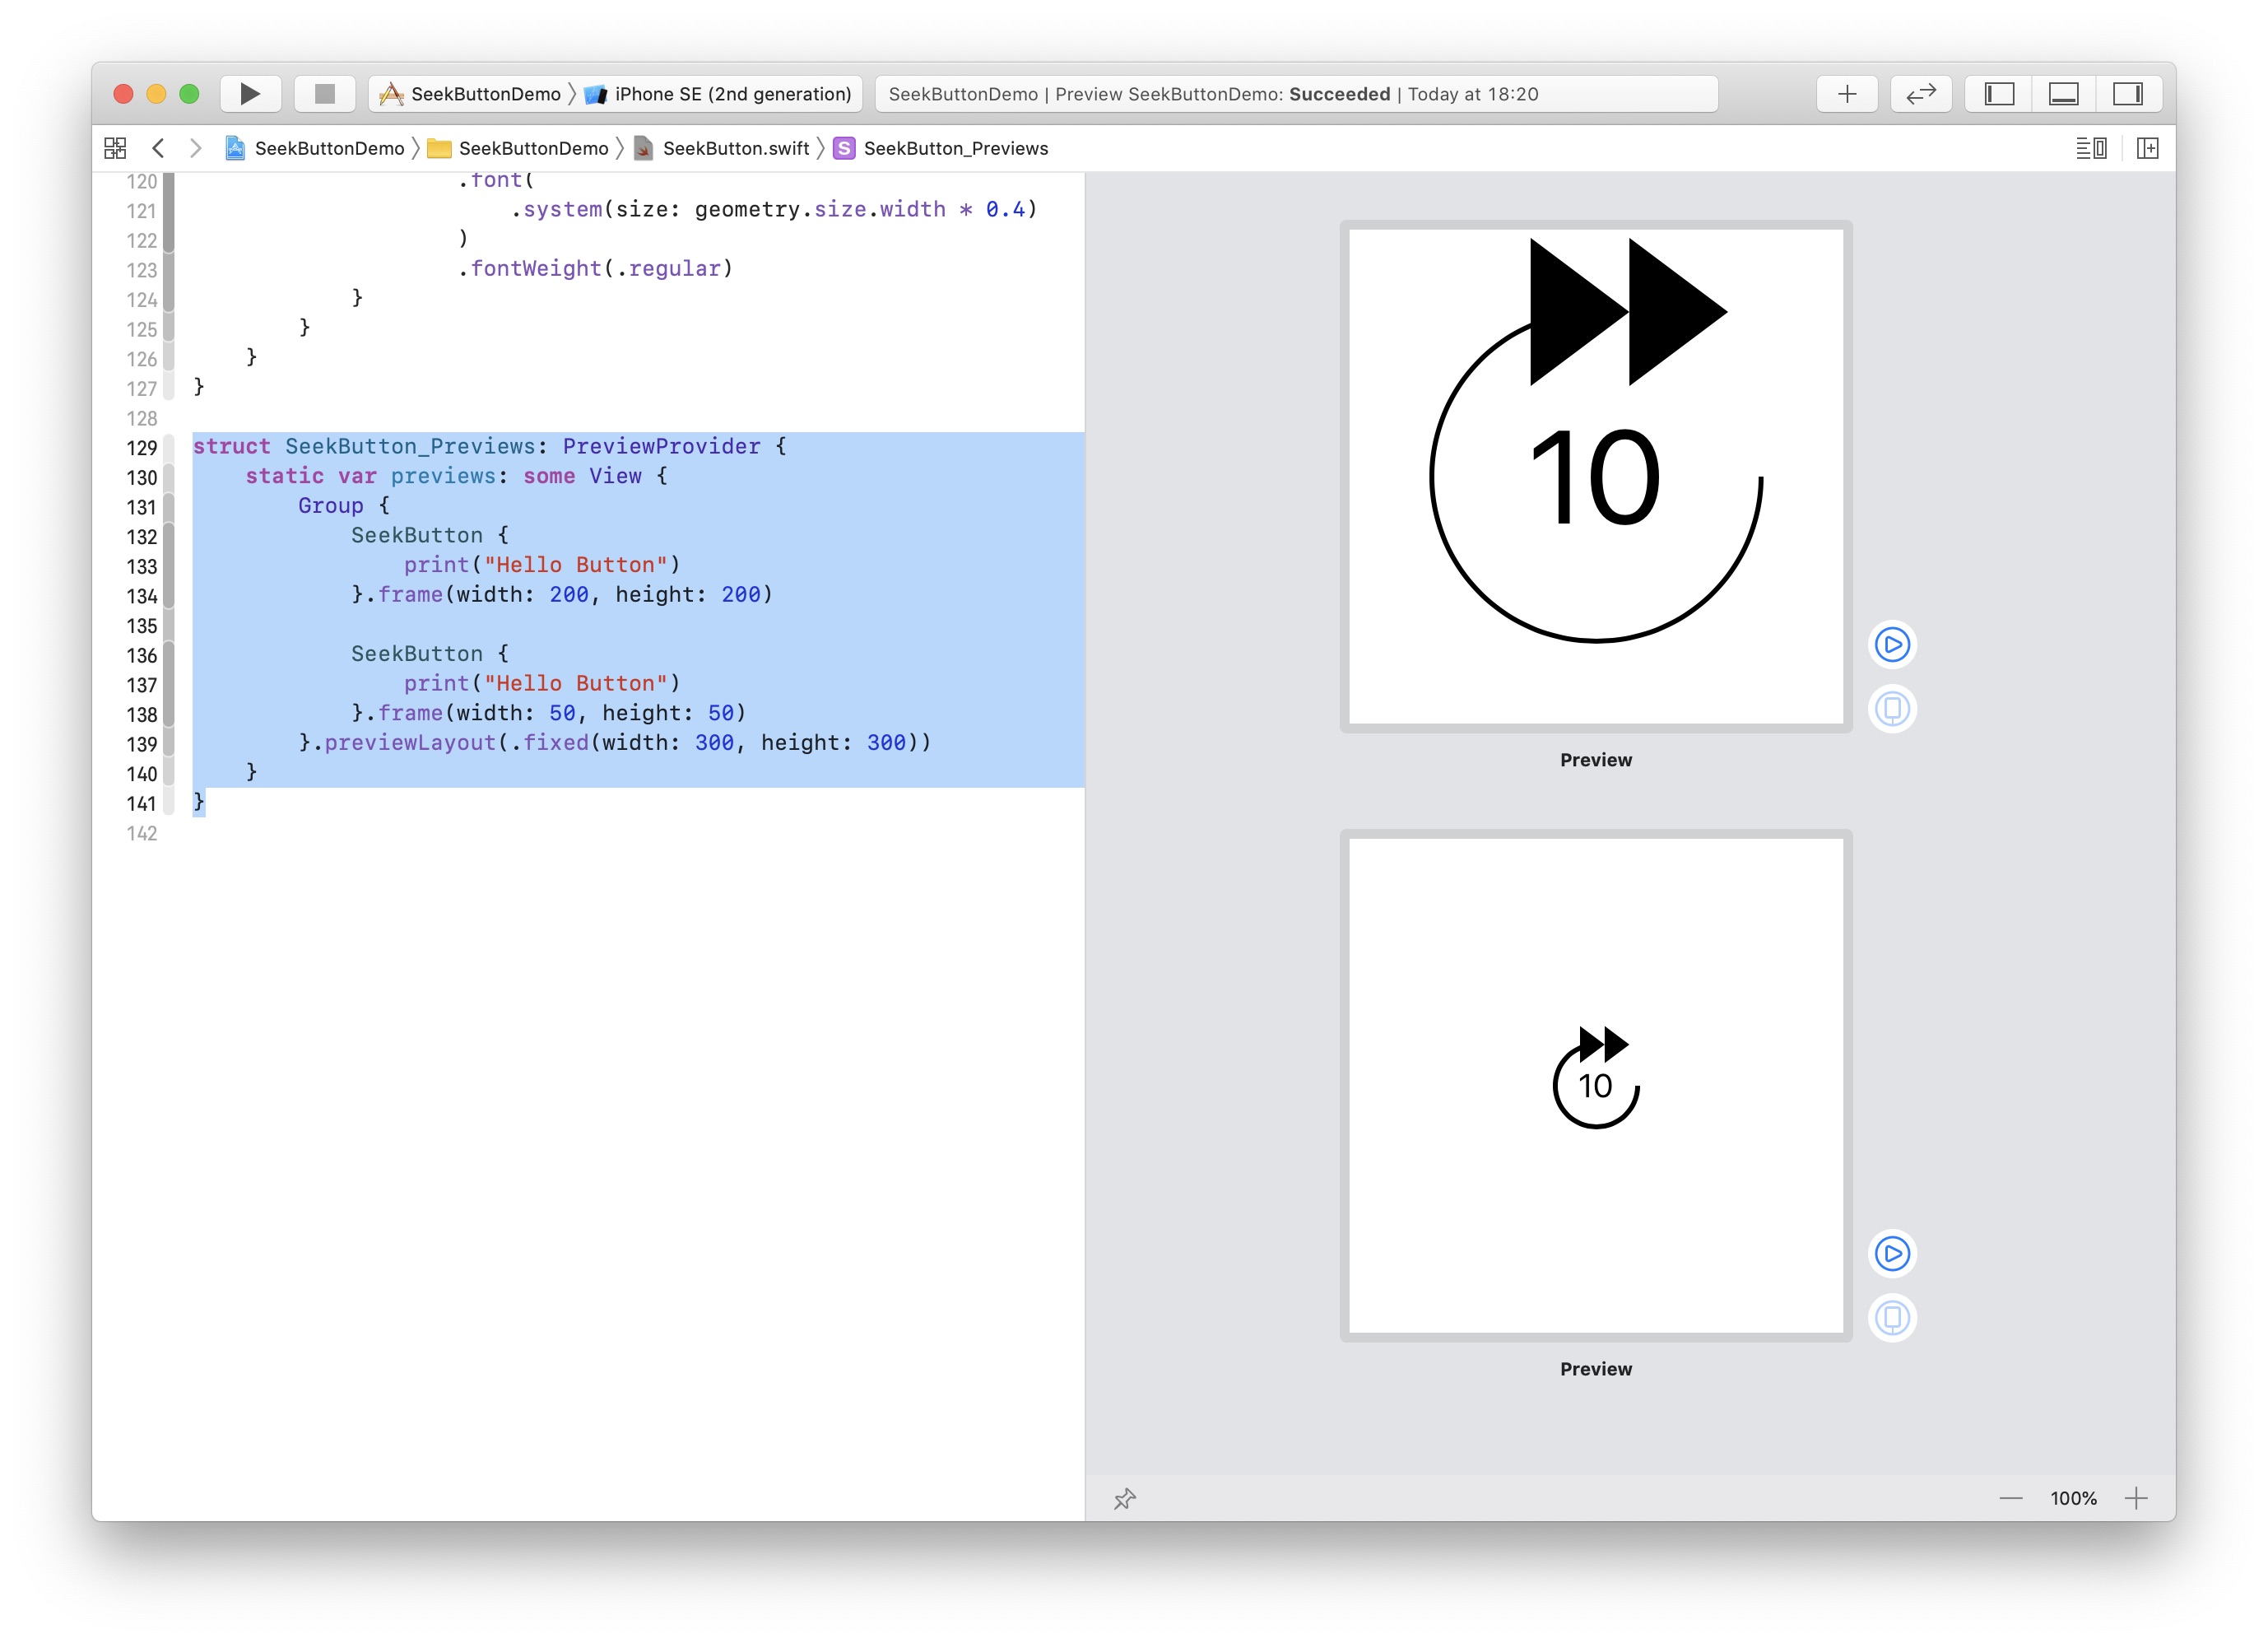 SeekButtonDemo 〉 iPhone SE (2nd generation)
SeekButtonDemo | Preview SeekButtonDemo: Succeeded | Today at 18:20
SeekButtonDemo 〉 SeekButtonDemo 〉 SeekButton.swift 〉 S SeekButton_Previews
120                     .font(
121                         .system(size: geometry.size.width * 0.4)
122                     )
123                     .fontWeight(.regular)
124             }
125         }
126     }
127 }
128
129 struct SeekButton_Previews: PreviewProvider {
130     static var previews: some View {
131         Group {
132             SeekButton {
133                 print("Hello Button")
134             }.frame(width: 200, height: 200)
135
136             SeekButton {
137                 print("Hello Button")
138             }.frame(width: 50, height: 50)
139         }.previewLayout(.fixed(width: 300, height: 300))
140     }
141 }
142
10
Preview
10
Preview
100%